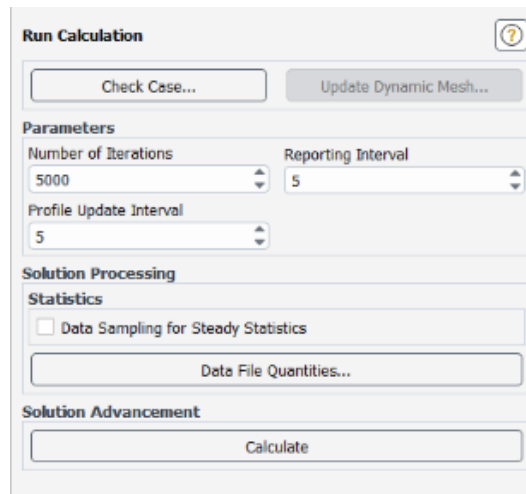 Run Calculation
?
Check Case... Update Dynamic Mesh...
Parameters
Number of Iterations Reporting Interval
5000 5
Profile Update Interval
5
Solution Processing
Statistics
Data Sampling for Steady Statistics
Data File Quantities...
Solution Advancement
Calculate